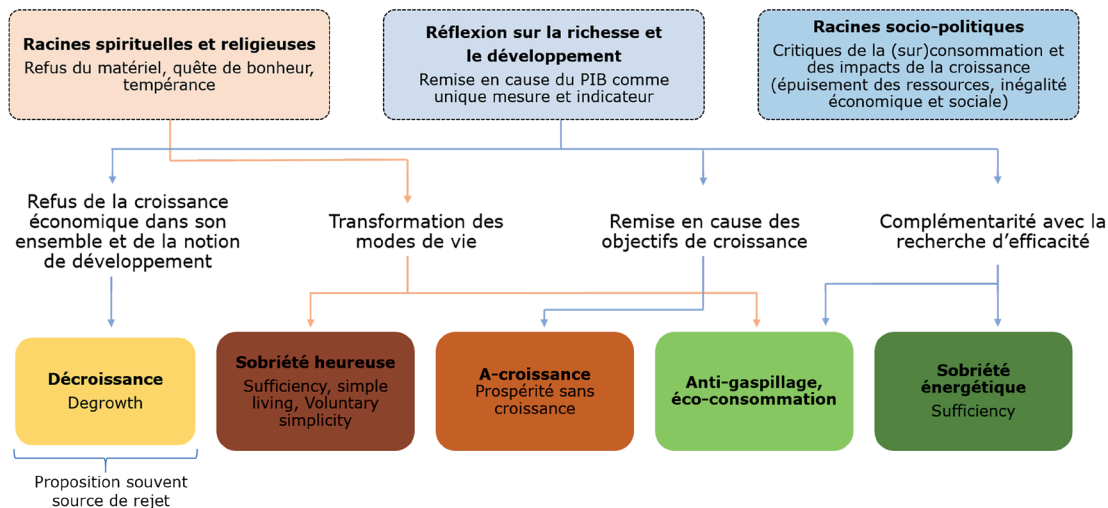 Racines spirituelles et religieuses
Refus du matériel, quête de bonheur,
tempérance
Réflexion sur la richesse et
le développement
Remise en cause du PIB comme
unique mesure et indicateur
Racines socio-politiques
Critiques de la (sur)consommation et
des impacts de la croissance
(épuisement des ressources, inégalité
économique et sociale)
Refus de la croissance
économique dans son
ensemble et de la notion
de développement
Transformation des
modes de vie
Remise en cause des
objectifs de croissance
Complémentarité avec la
recherche d’efficacité
Décroissance
Degrowth
Sobriété heureuse
Sufficiency, simple
living, Voluntary
simplicity
A-croissance
Prospérité sans
croissance
Anti-gaspillage,
éco-consommation
Sobriété
énergétique
Sufficiency
Proposition souvent
source de rejet